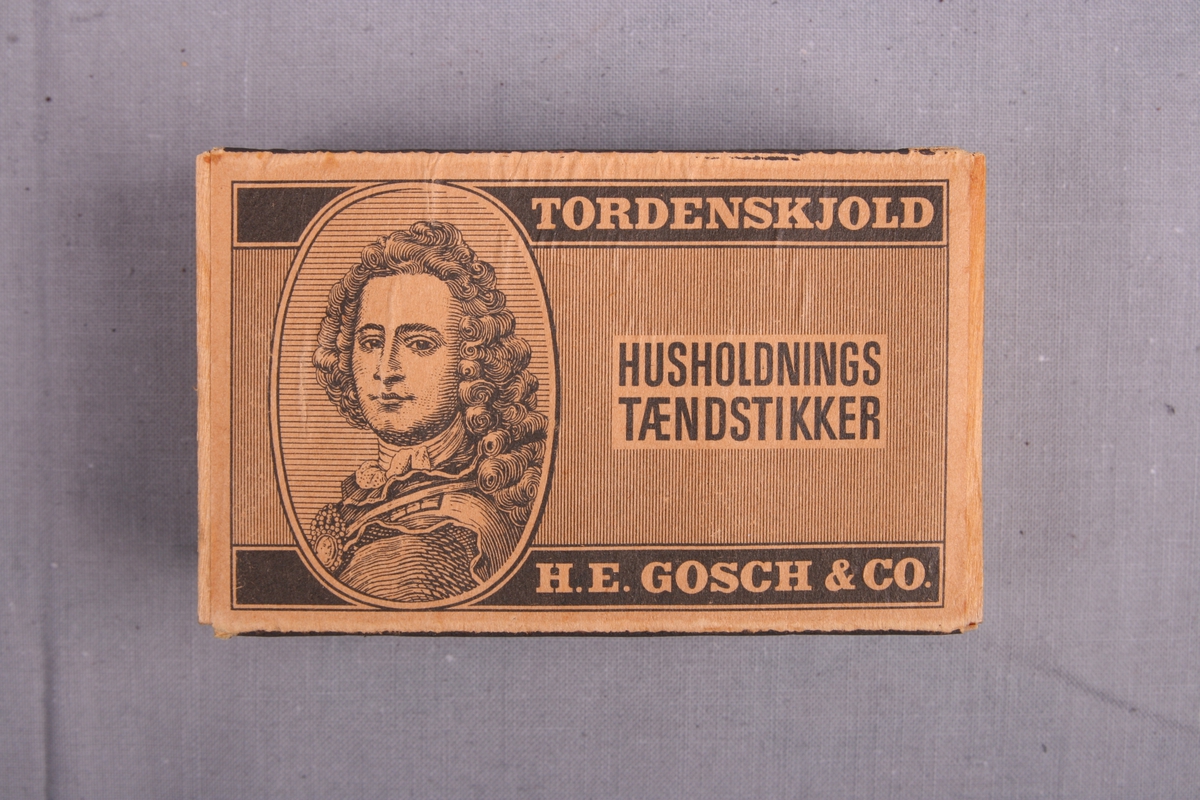 TORDENSKJOLD
HUSHOLDNINGS
TÆNDSTIKKER
H.E. GOSCH & CO.